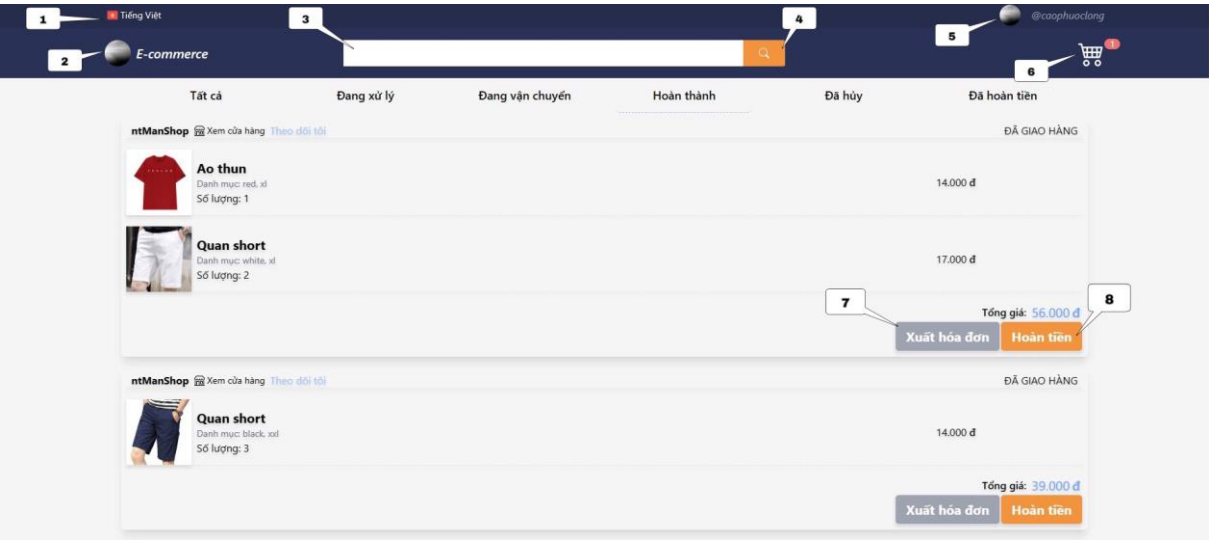 1
Tiếng Việt
3
4
5
@caophuoclong
2
E-commerce
6
1
Tất cả Đang xử lý Đang vận chuyển Hoàn thành Đã hủy Đã hoàn tiền
ntManShop Xem cửa hàng Theo dõi tôi ĐÃ GIAO HÀNG
Ao thun
Danh mục: red, xl
Số lượng: 1
14.000 đ
Quan short
Danh mục: white, xl
Số lượng: 2
17.000 đ
7
8
Tổng giá: 56.000 đ
Xuất hóa đơn Hoàn tiền
ntManShop Xem cửa hàng Theo dõi tôi ĐÃ GIAO HÀNG
Quan short
Danh mục: black, xxl
Số lượng: 3
14.000 đ
Tổng giá: 39.000 đ
Xuất hóa đơn Hoàn tiền